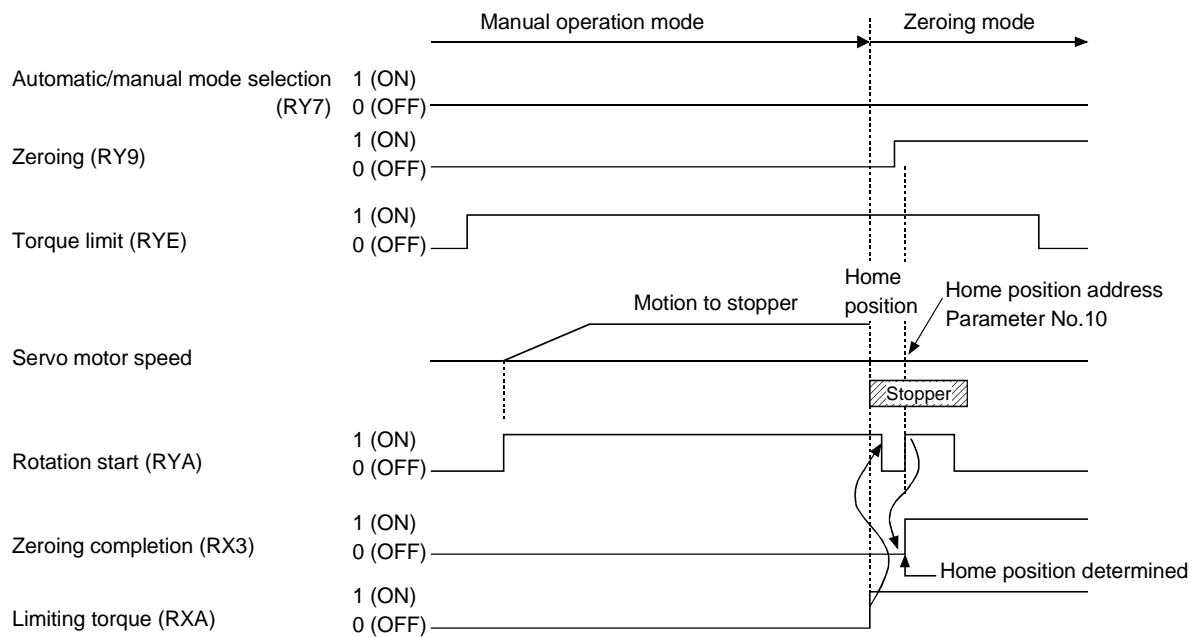 Manual operation mode
Zeroing mode
Automatic/manual mode selection
(RY7)
1 (ON)
0 (OFF)
Zeroing (RY9)
1 (ON)
0 (OFF)
Torque limit (RYE)
1 (ON)
0 (OFF)
Motion to stopper
Home
position
Home position address
Parameter No.10
Servo motor speed
Stopper
Rotation start (RYA)
1 (ON)
0 (OFF)
Zeroing completion (RX3)
1 (ON)
0 (OFF)
Home position determined
Limiting torque (RXA)
1 (ON)
0 (OFF)